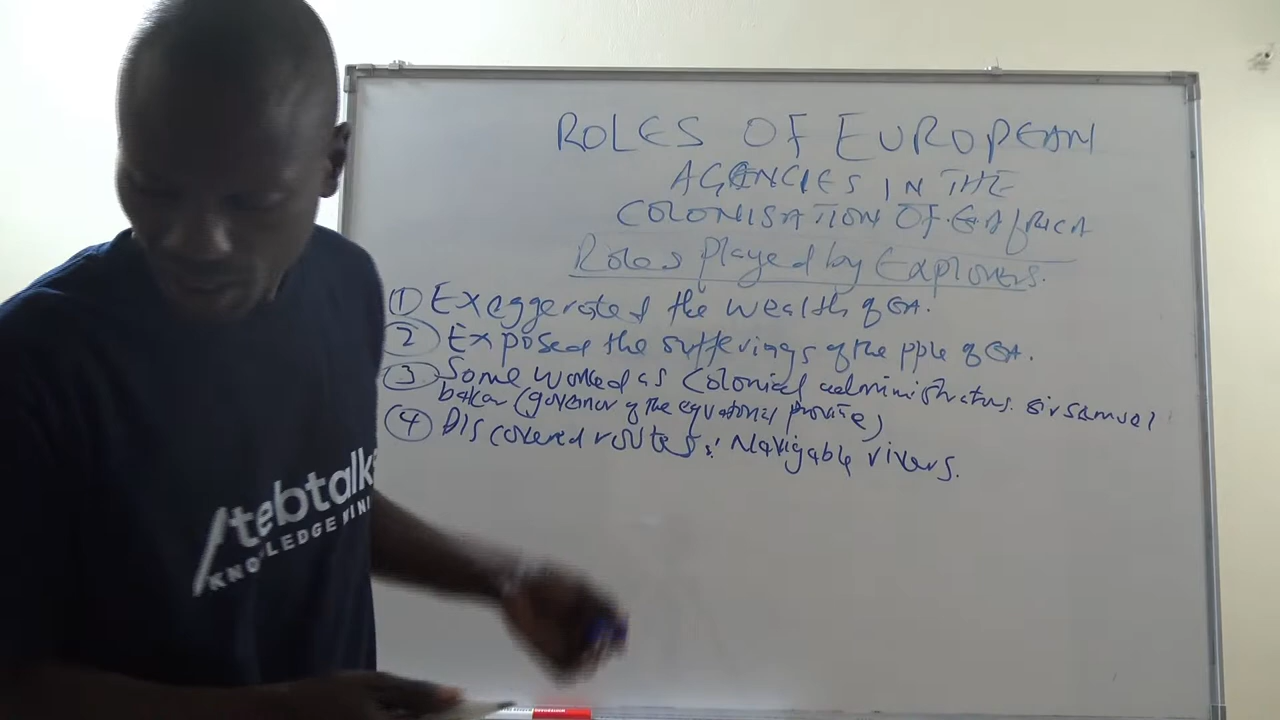 ROLES OF EUROPEAN
AGENCIES IN THE
COLONISATION OF E.AfRICA
Roles played by Explorers.
① Exaggerated the wealth of EA.
② Exposed the sufferings of the pple of EA.
③ Some worked as colonial administrators. sir samuel
baker (governor of the equatorial province)
④ Discovered routes: Navigable rivers.
tebtalk
KNOWLEDGE